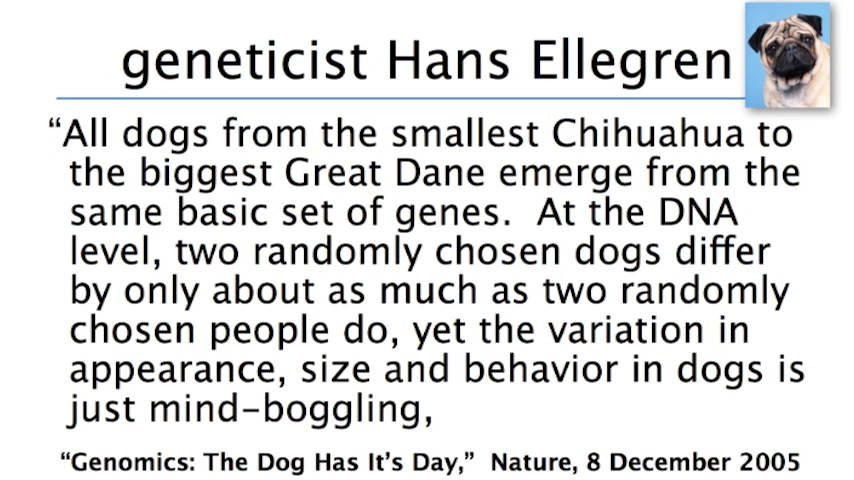 geneticist Hans Ellegren
“All dogs from the smallest Chihuahua to
the biggest Great Dane emerge from the
same basic set of genes.  At the DNA
level, two randomly chosen dogs differ
by only about as much as two randomly
chosen people do, yet the variation in
appearance, size and behavior in dogs is
just mind-boggling,
“Genomics: The Dog Has It’s Day,”  Nature, 8 December 2005